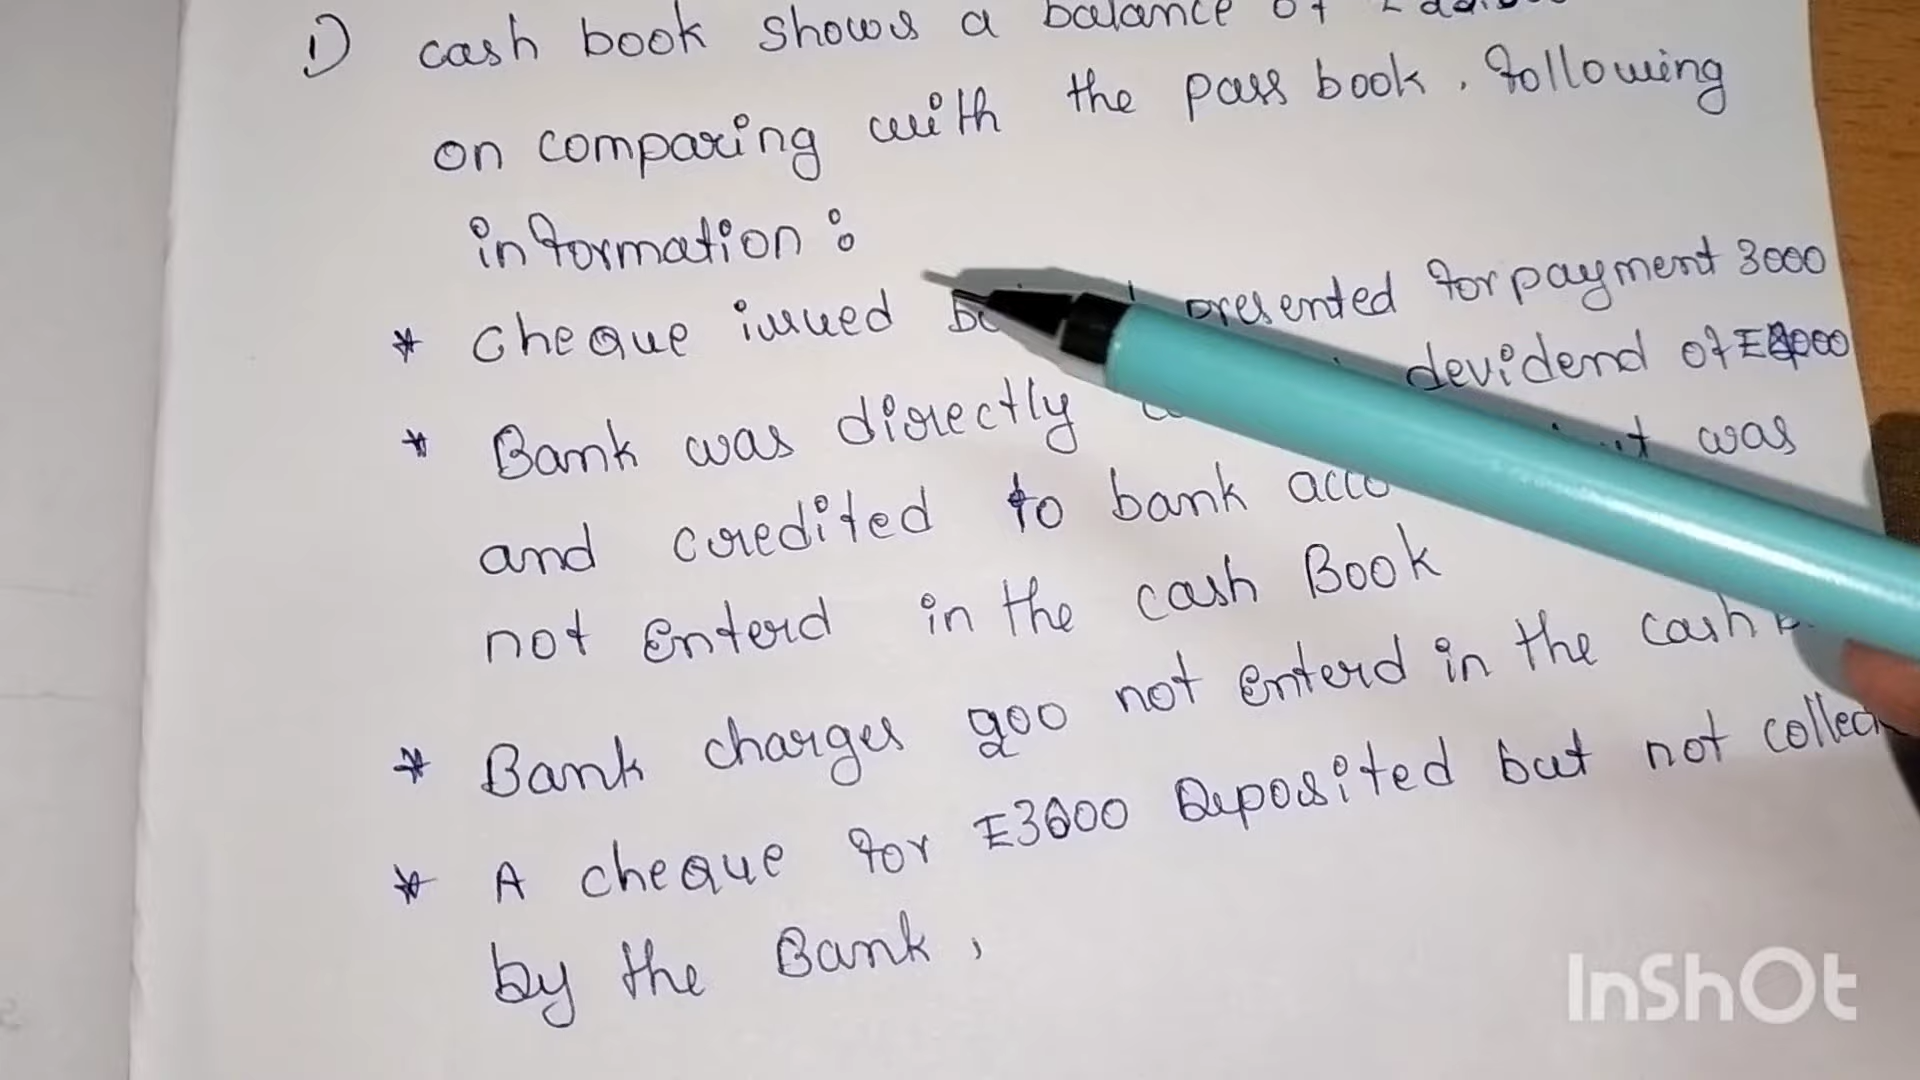 1) cash book shows a balance of
on comparing with the pass book, following
information :
* cheque issued presented for payment 3000
* Bank was directly devidend of
and credited to bank was
not enterd in the cash Book
* Bank charges 900 not enterd in the cash
* A cheque for £3600 Deposited but not
by the Bank,
InShOt